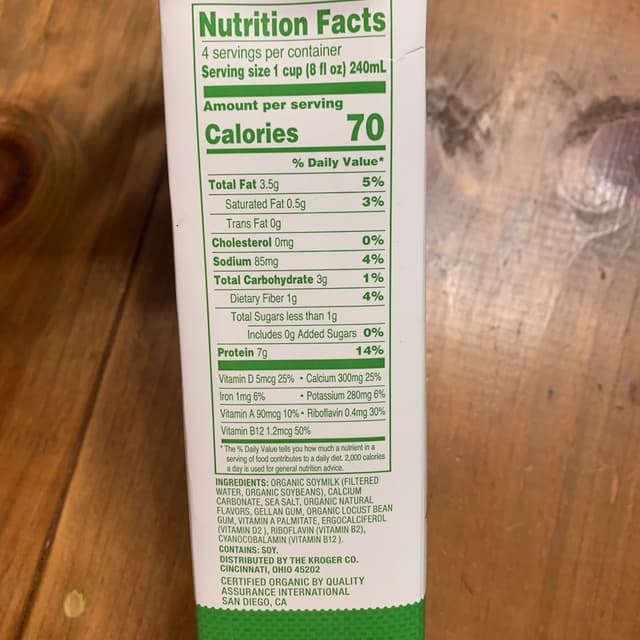 Nutrition Facts
4 servings per container
Serving size 1 cup (8 fl oz) 240mL
Amount per serving
Calories 70
% Daily Value*
Total Fat 3.5g 5%
Saturated Fat 0.5g 3%
Trans Fat 0g
Cholesterol 0mg 0%
Sodium 85mg 4%
Total Carbohydrate 3g 1%
Dietary Fiber 1g 4%
Total Sugars less than 1g
Includes 0g Added Sugars 0%
Protein 7g 14%
Vitamin D 5mcg 25% • Calcium 300mg 25%
Iron 1mg 6% • Potassium 280mg 6%
Vitamin A 90mcg 10% • Riboflavin 0.4mg 30%
Vitamin B12 1.2mcg 50%
* The % Daily Value tells you how much a nutrient in a
serving of food contributes to a daily diet. 2,000 calories
a day is used for general nutrition advice.
INGREDIENTS: ORGANIC SOYMILK (FILTERED
WATER, ORGANIC SOYBEANS), CALCIUM
CARBONATE, SEA SALT, ORGANIC NATURAL
FLAVORS, GELLAN GUM, ORGANIC LOCUST BEAN
GUM, VITAMIN A PALMITATE, ERGOCALCIFEROL
(VITAMIN D2 ), RIBOFLAVIN (VITAMIN B2),
CYANOCOBALAMIN (VITAMIN B12 ).
CONTAINS: SOY.
DISTRIBUTED BY THE KROGER CO.
CINCINNATI, OHIO 45202
CERTIFIED ORGANIC BY QUALITY
ASSURANCE INTERNATIONAL
SAN DIEGO, CA